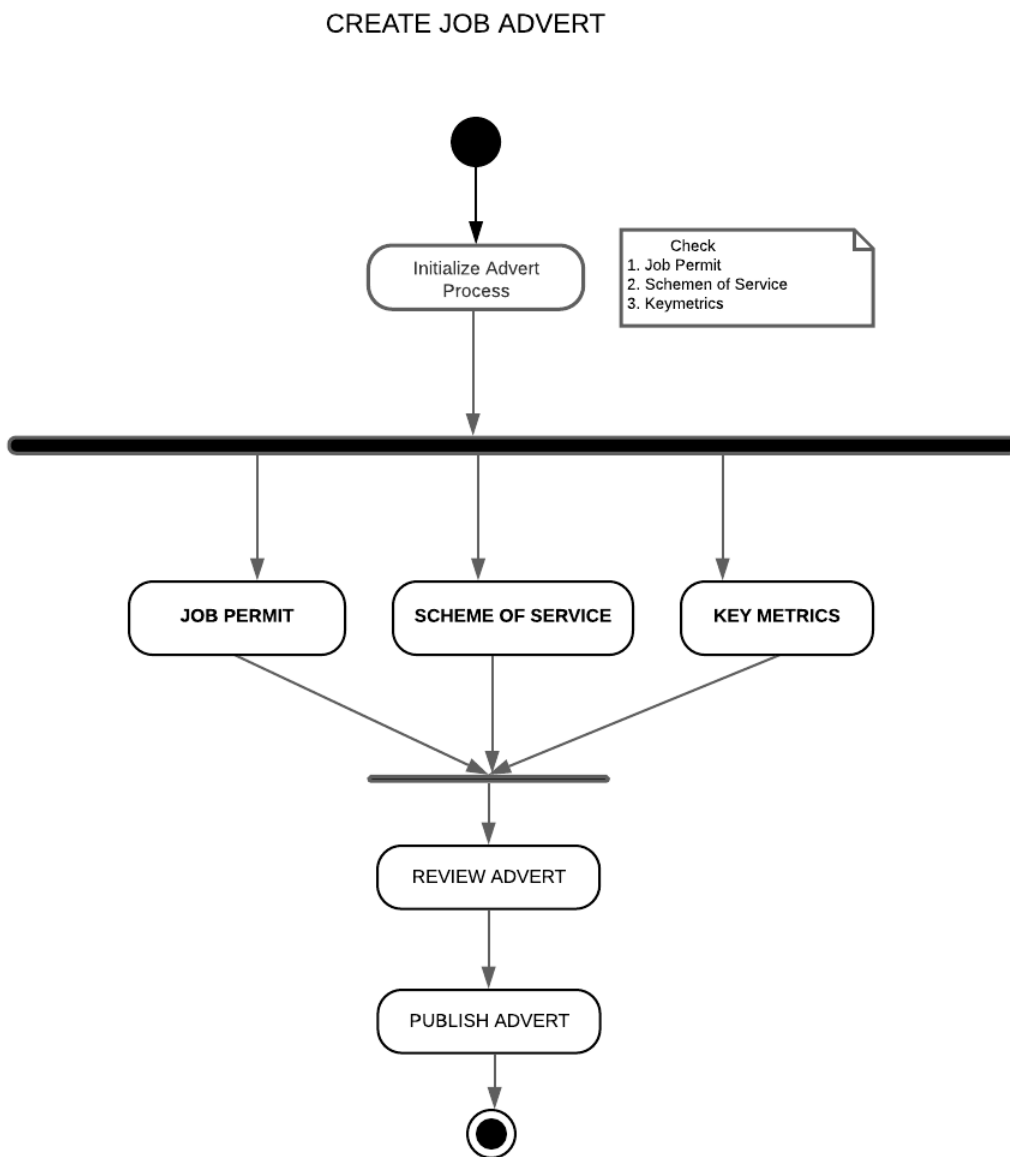 CREATE JOB ADVERT
Initialize Advert
Process
Check
1. Job Permit
2. Schemen of Service
3. Keymetrics
JOB PERMIT
SCHEME OF SERVICE
KEY METRICS
REVIEW ADVERT
PUBLISH ADVERT